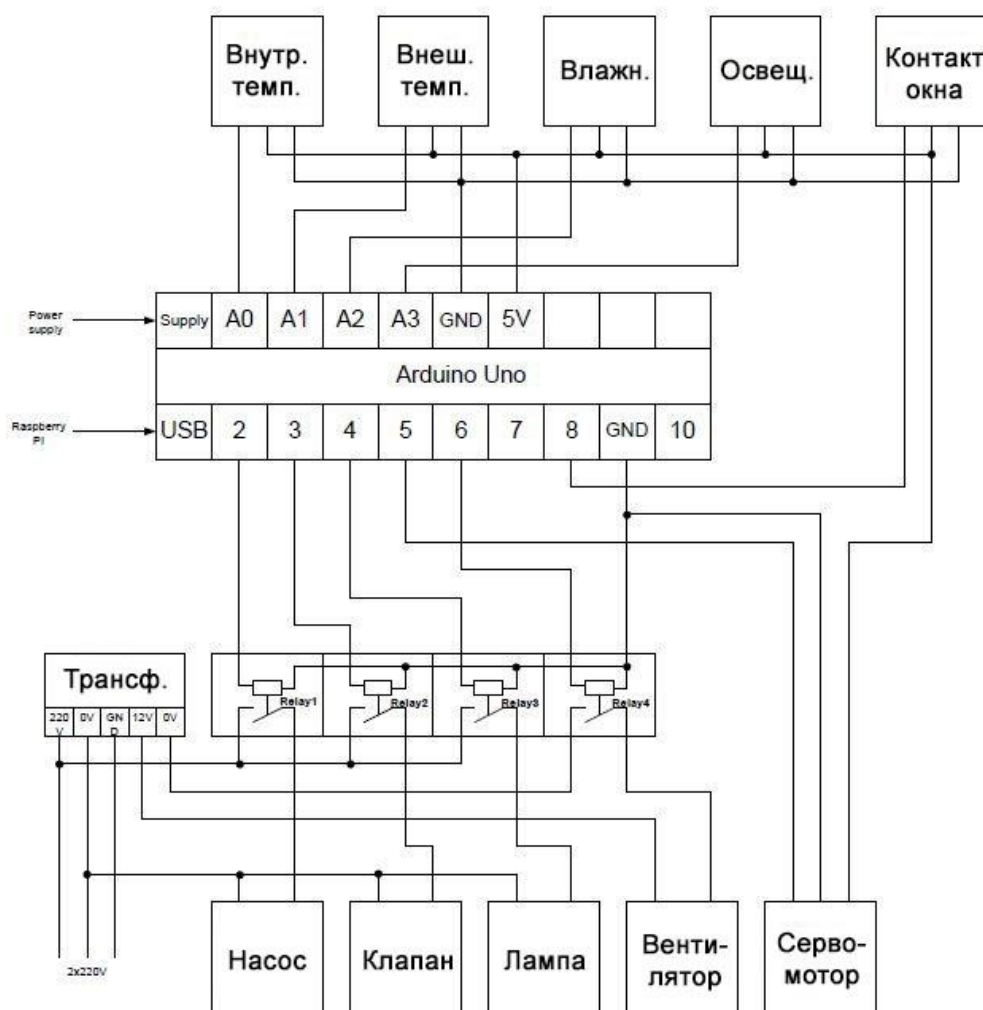 Внутр.
темп.
Внеш.
темп.
Влажн.
Освещ.
Контакт
окна
Power
supply
Supply
A0
A1
A2
A3
GND
5V
Arduino Uno
Raspberry
PI
USB
2
3
4
5
6
7
8
GND
10
Трансф.
220
V
0V
GN
D
12V
0V
Relay1
Relay2
Relay3
Relay4
2x220V
Насос
Клапан
Лампа
Венти-
лятор
Серво-
мотор